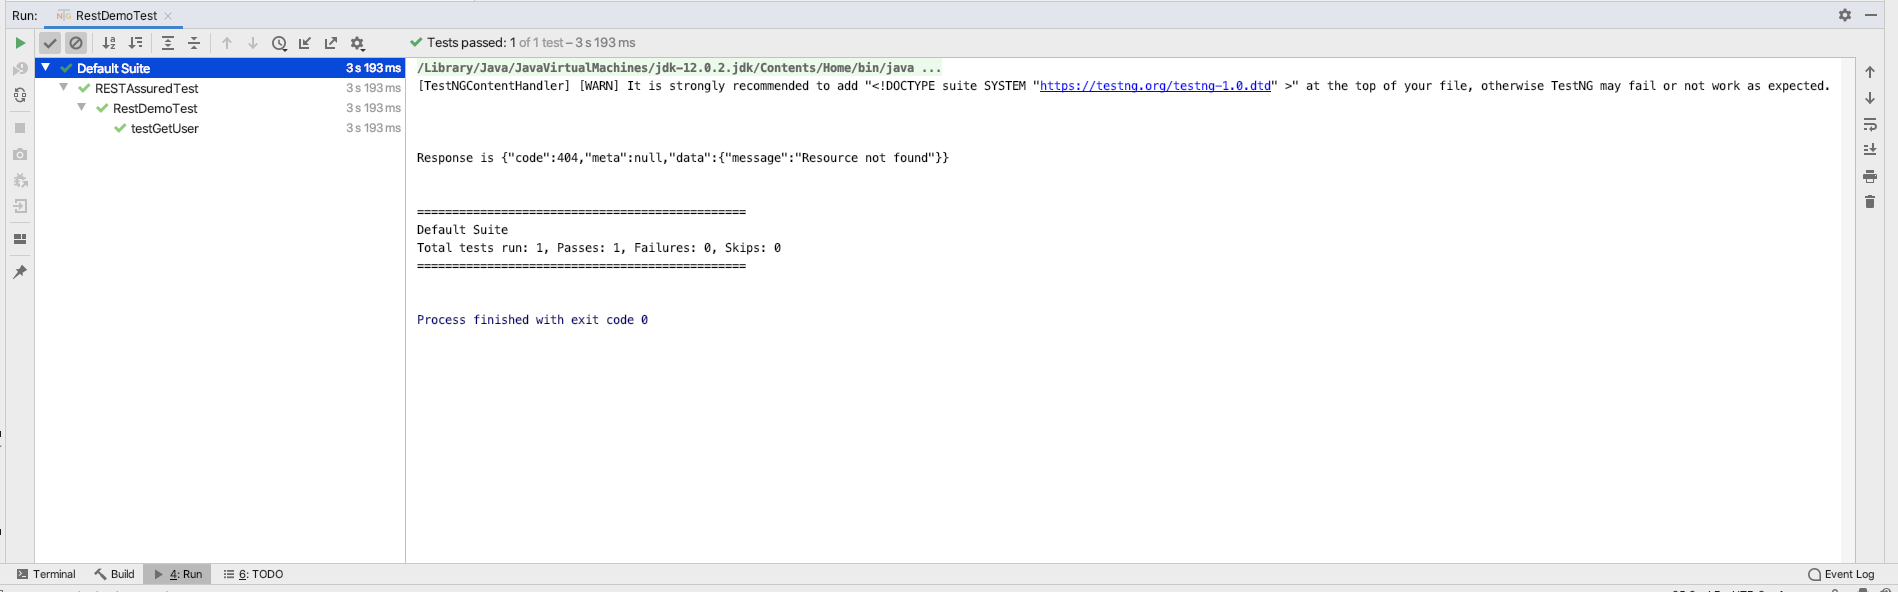 Run: RestDemoTest
Tests passed: 1 of 1 test – 3 s 193 ms
Default Suite 3 s 193 ms
RESTAssuredTest 3 s 193 ms
RestDemoTest 3 s 193 ms
testGetUser 3 s 193 ms
/Library/Java/JavaVirtualMachines/jdk-12.0.2.jdk/Contents/Home/bin/java ...
[TestNGContentHandler] [WARN] It is strongly recommended to add "<!DOCTYPE suite SYSTEM "https://testng.org/testng-1.0.dtd" >" at the top of your file, otherwise TestNG may fail or not work as expected.
Response is {"code":404,"meta":null,"data":{"message":"Resource not found"}}
===============================================
Default Suite
Total tests run: 1, Passes: 1, Failures: 0, Skips: 0
===============================================
Process finished with exit code 0
Terminal Build 4: Run 6: TODO Event Log